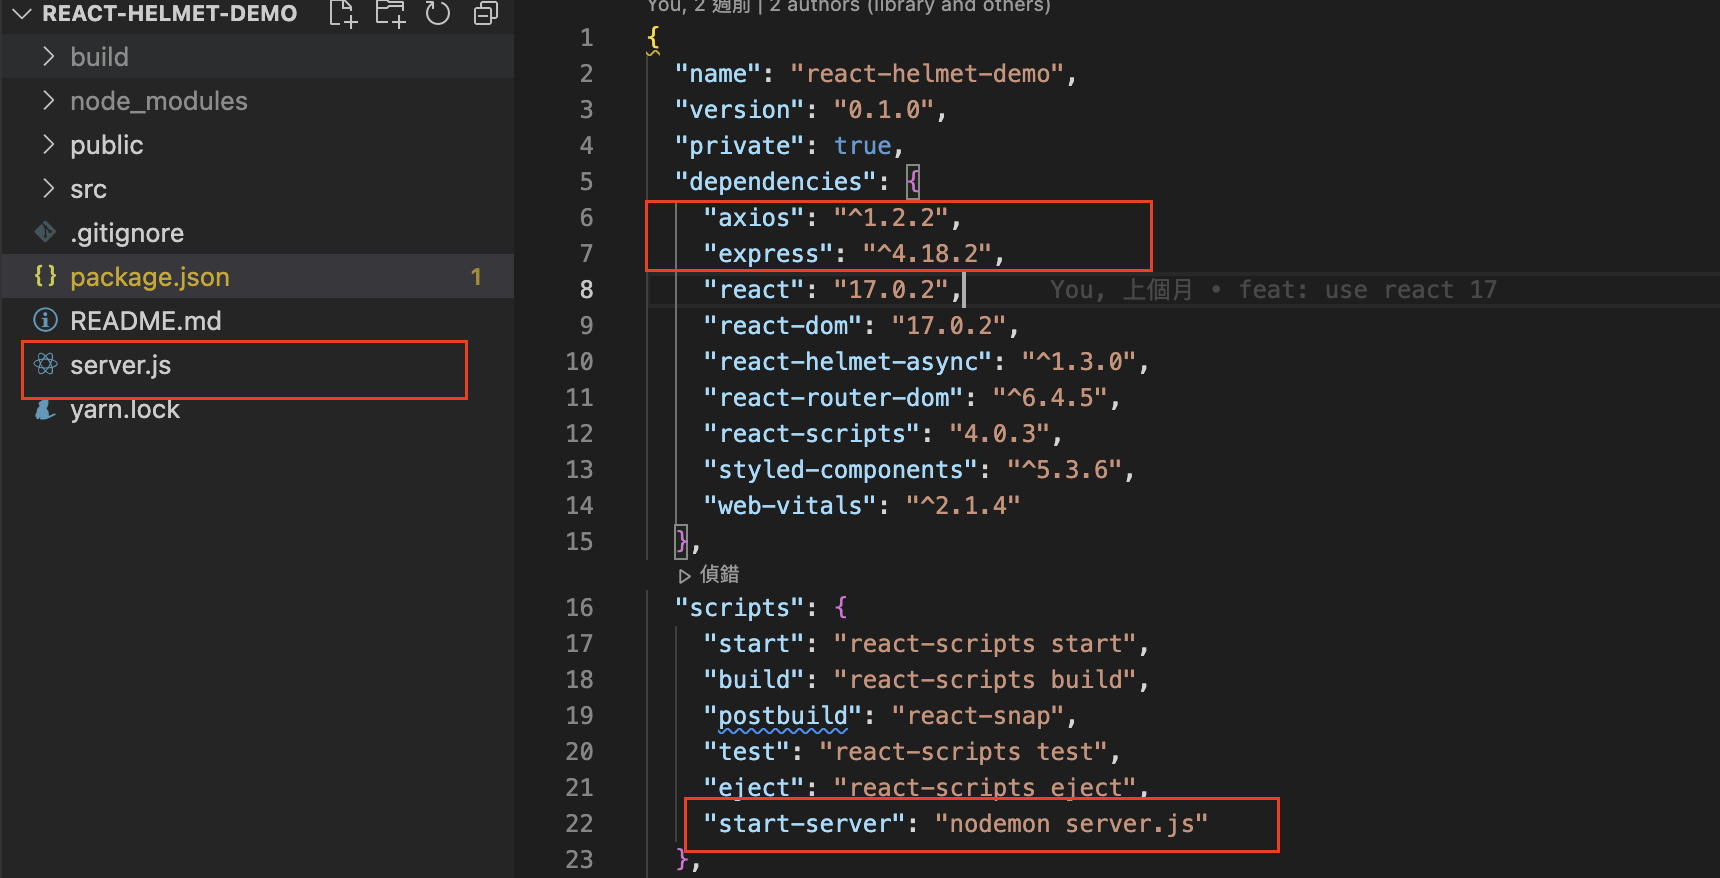 REACT-HELMET-DEMO
build
node_modules
public
src
.gitignore
{} package.json 1
README.md
server.js
yarn.lock
You, 2 週前 | 2 authors (library and others)
1 {
2 "name": "react-helmet-demo",
3 "version": "0.1.0",
4 "private": true,
5 "dependencies": {
6 "axios": "^1.2.2",
7 "express": "^4.18.2",
8 "react": "17.0.2", You, 上個月 • feat: use react 17
9 "react-dom": "17.0.2",
10 "react-helmet-async": "^1.3.0",
11 "react-router-dom": "^6.4.5",
12 "react-scripts": "4.0.3",
13 "styled-components": "^5.3.6",
14 "web-vitals": "^2.1.4"
15 },
偵錯
16 "scripts": {
17 "start": "react-scripts start",
18 "build": "react-scripts build",
19 "postbuild": "react-snap",
20 "test": "react-scripts test",
21 "eject": "react-scripts eject",
22 "start-server": "nodemon server.js"
23 },